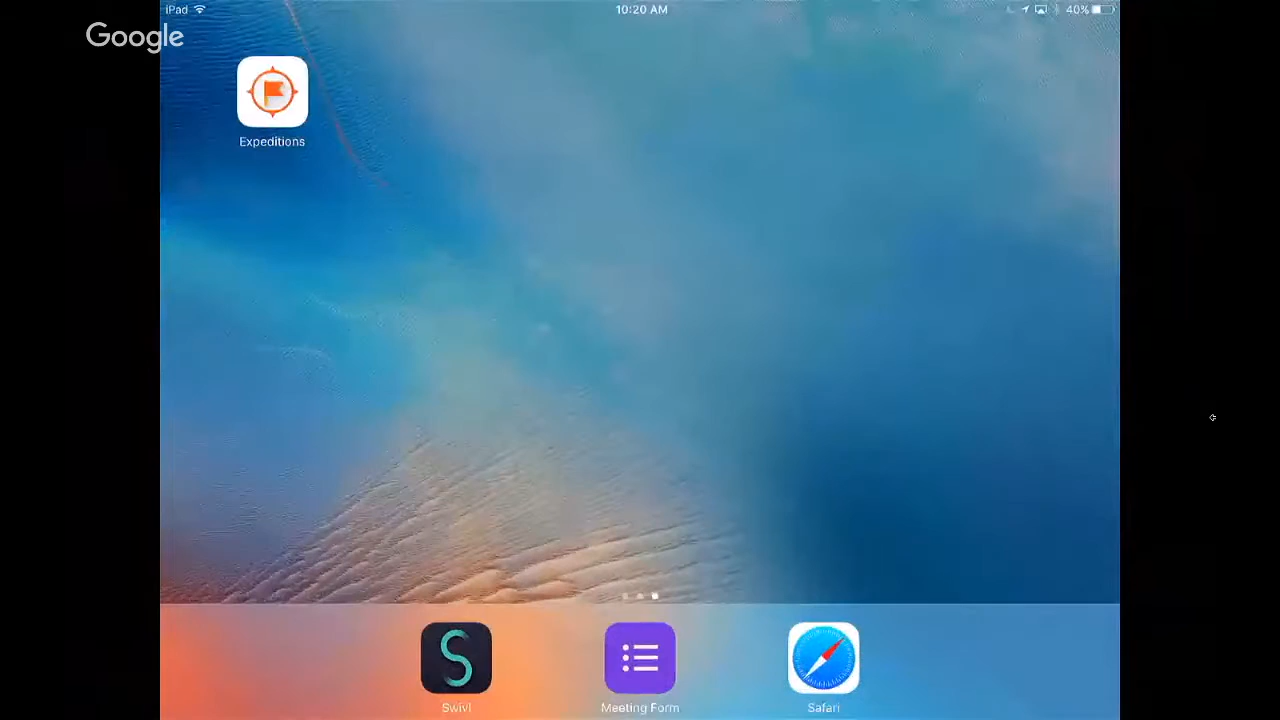 iPad
10:20 AM
40%
Google
Expeditions
Swivl
Meeting Form
Safari